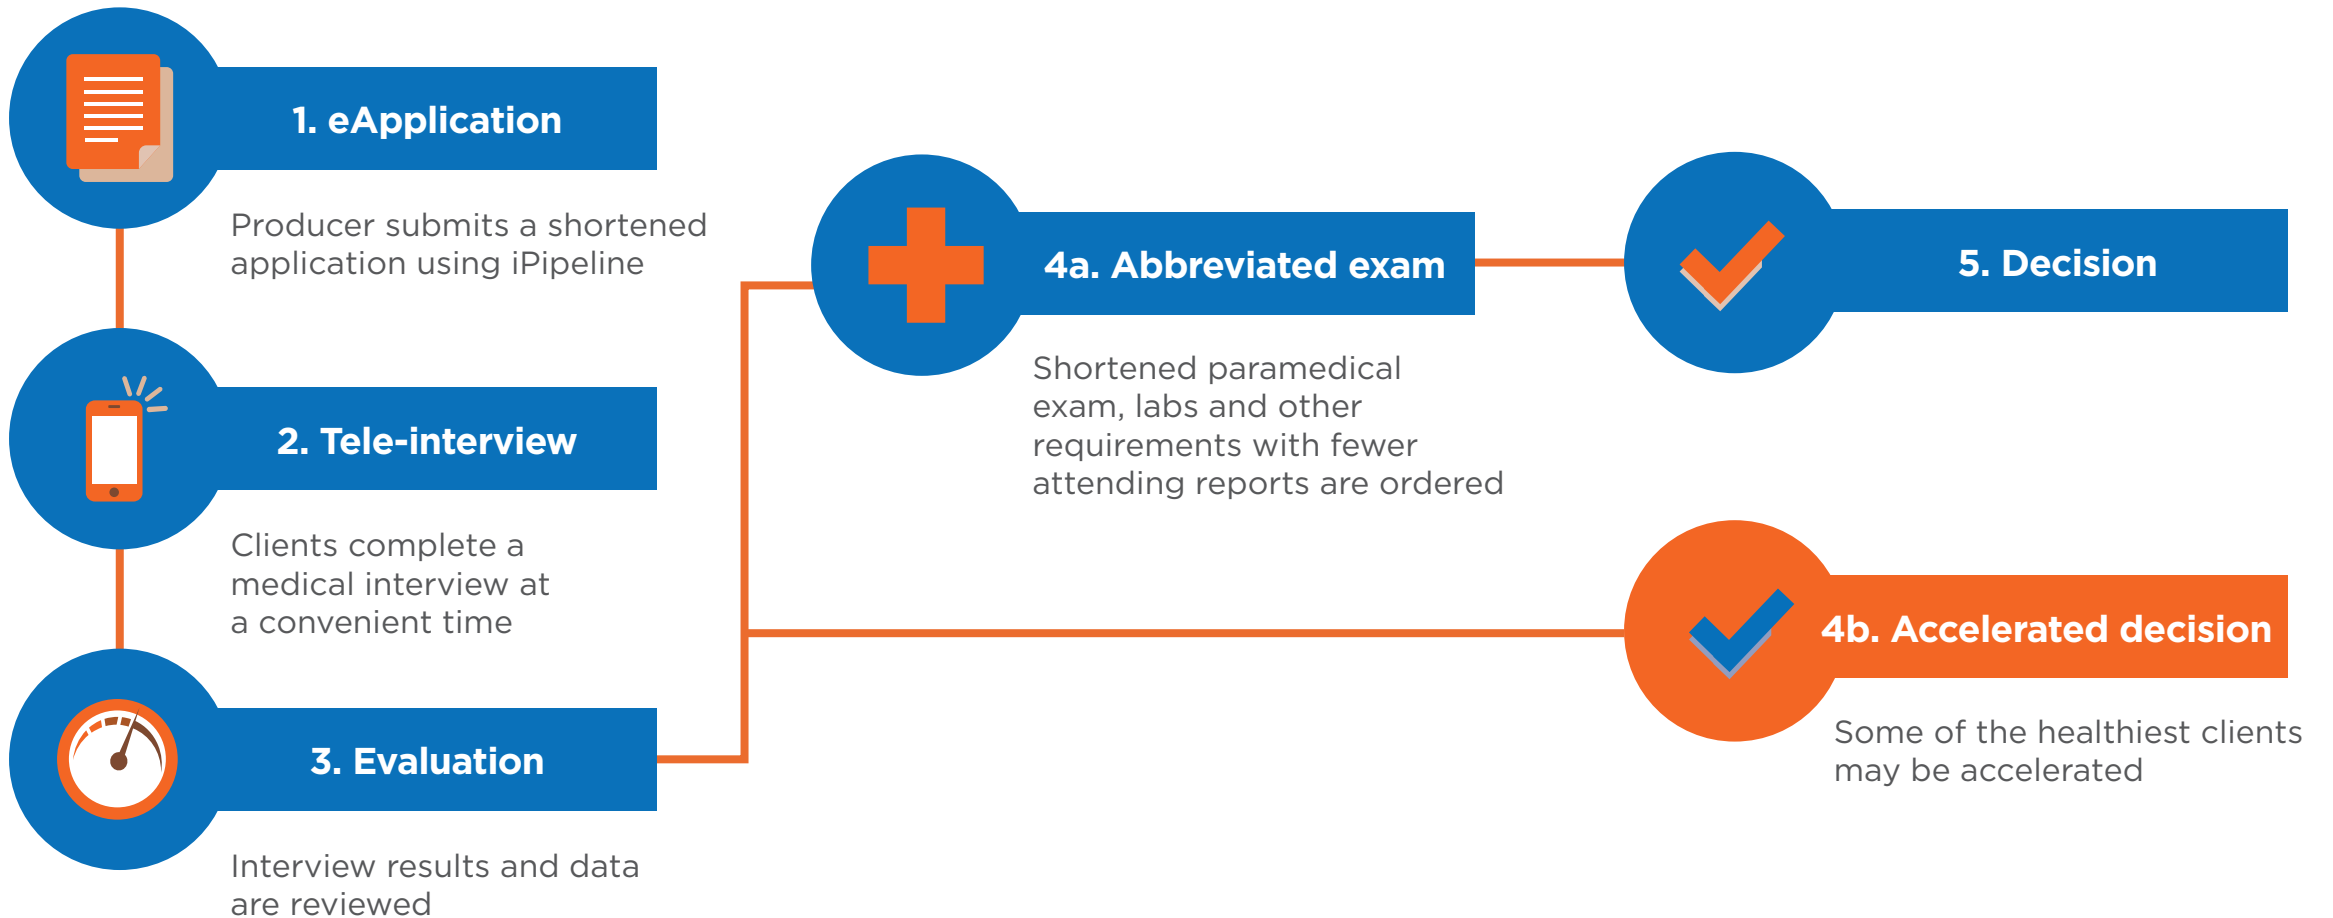 1. eApplication
Producer submits a shortened
application using iPipeline
2. Tele-interview
Clients complete a
medical interview at
a convenient time
3. Evaluation
Interview results and data
are reviewed
4a. Abbreviated exam
Shortened paramedical
exam, labs and other
requirements with fewer
attending reports are ordered
5. Decision
4b. Accelerated decision
Some of the healthiest clients
may be accelerated